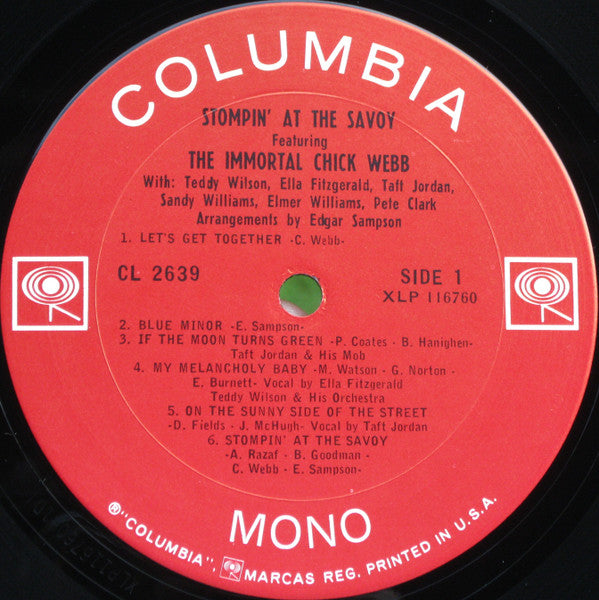 COLUMBIA
STOMPIN' AT THE SAVOY
Featuring
THE IMMORTAL CHICK WEBB
With: Teddy Wilson, Ella Fitzgerald, Taft Jordan,
Sandy Williams, Elmer Williams, Pete Clark
Arrangements by Edgar Sampson
1. LET'S GET TOGETHER -C. Webb-
CL 2639
SIDE 1
XLP 116760
2. BLUE MINOR -E. Sampson-
3. IF THE MOON TURNS GREEN -P. Coates - B. Hanighen-
Taft Jordan & His Mob
4. MY MELANCHOLY BABY -M. Watson - G. Norton -
E. Burnett- Vocal by Ella Fitzgerald
Teddy Wilson & His Orchestra
5. ON THE SUNNY SIDE OF THE STREET
-D. Fields - J. McHugh- Vocal by Taft Jordan
6. STOMPIN' AT THE SAVOY
-A. Razaf - B. Goodman -
C. Webb - E. Sampson-
MONO
®"COLUMBIA", MARCAS REG. PRINTED IN U.S.A.